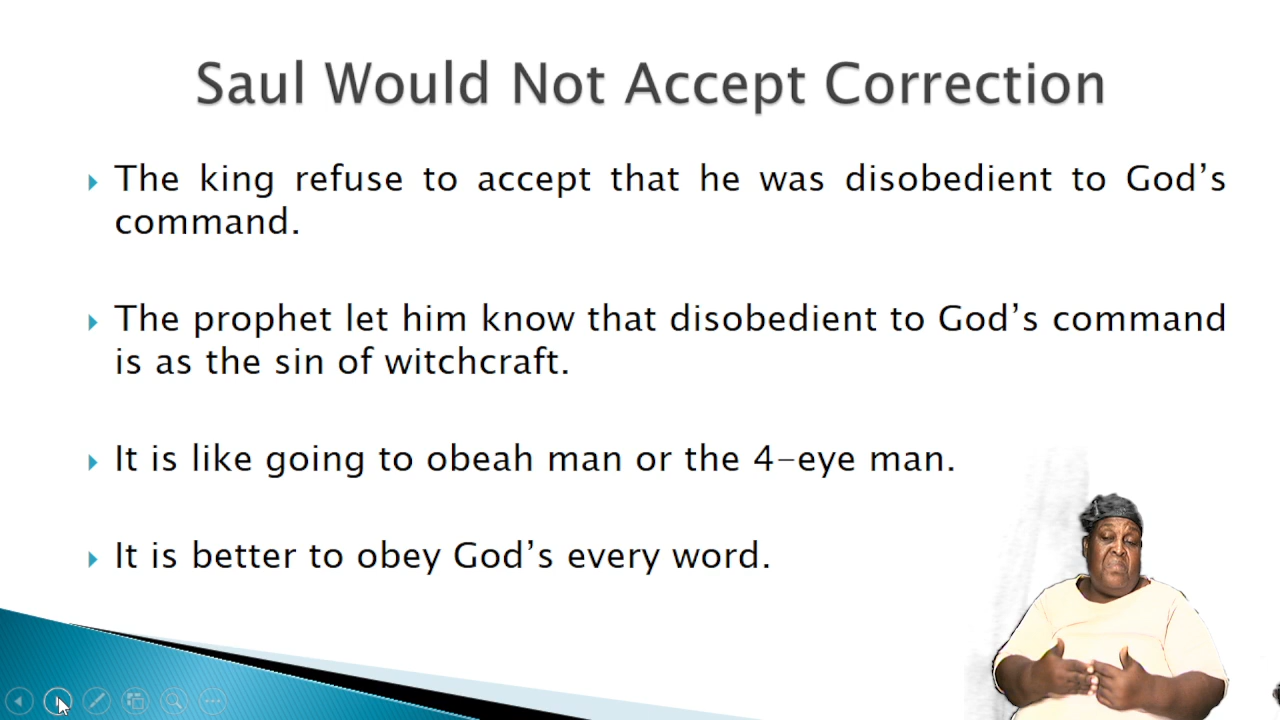 Saul Would Not Accept Correction
The king refuse to accept that he was disobedient to God’s
command.
The prophet let him know that disobedient to God’s command
is as the sin of witchcraft.
It is like going to obeah man or the 4-eye man.
It is better to obey God’s every word.